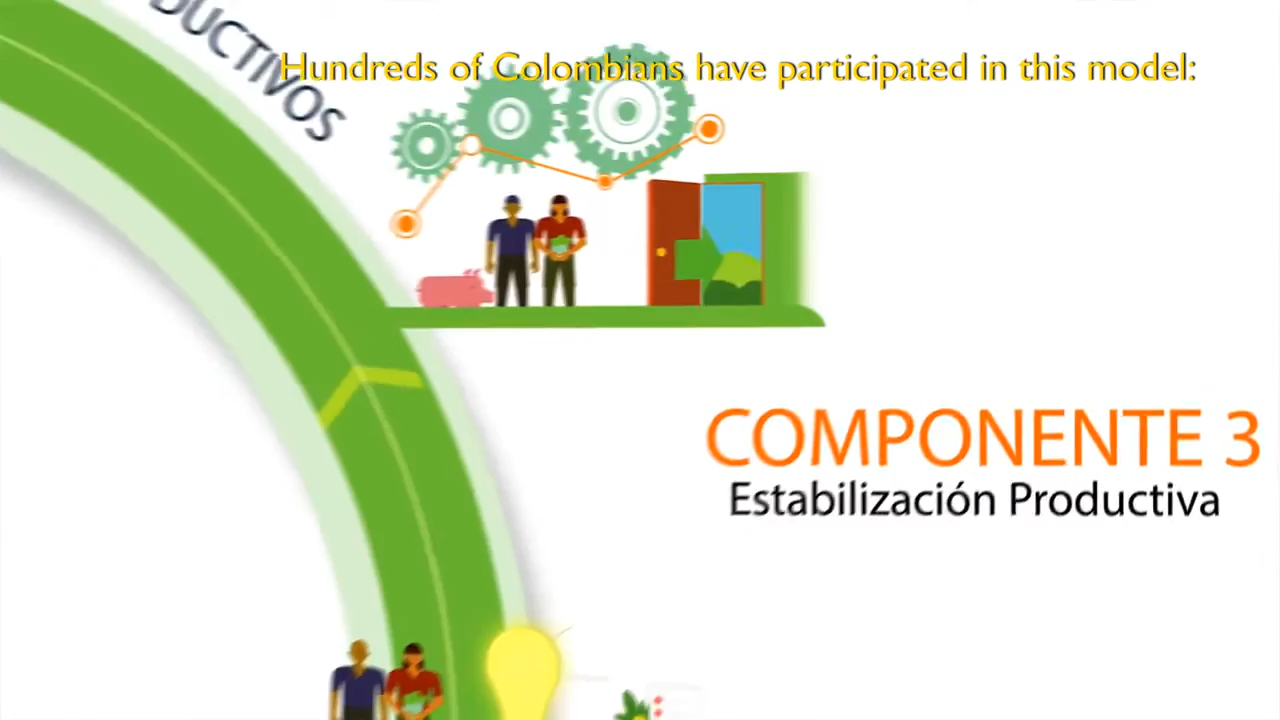 Hundreds of Colombians have participated in this model:
DUCTIVOS
COMPONENTE 3
Estabilización Productiva